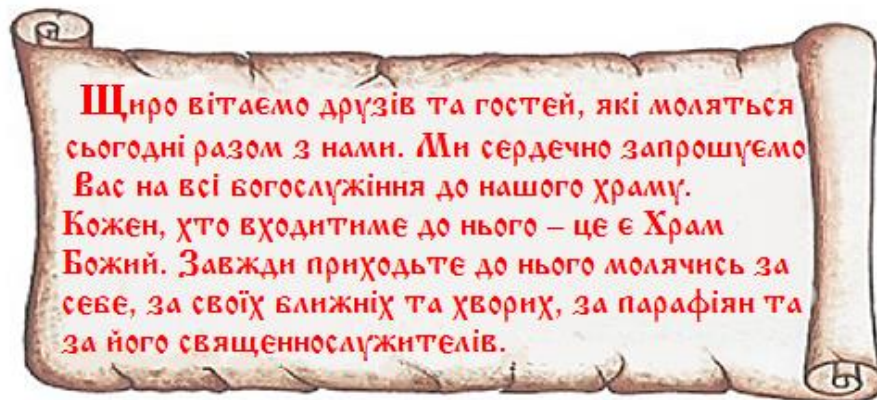 Щиро вітаємо друзів та гостей, які моляться
сьогодні разом з нами. Ми сердечно запрошуємо
Вас на всі богослужіння до нашого храму.
Кожен, хто входитиме до нього – це є Храм
Божий. Завжди приходьте до нього молячись за
себе, за своїх ближніх та хворих, за парафіян та
за його священнослужителів.